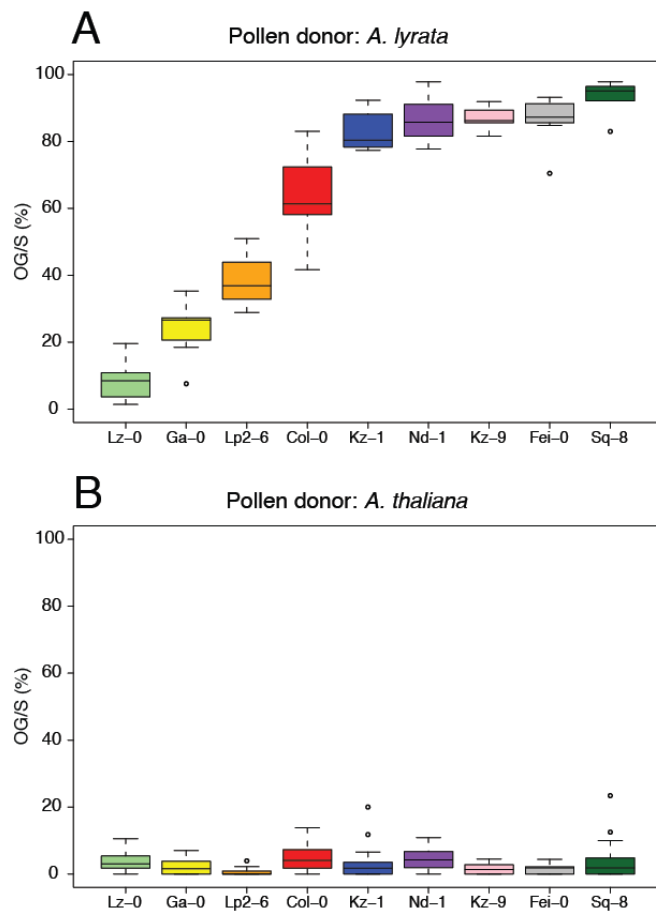 A
Pollen donor: A. lyrata
100
80
60
40
20
0
OG/S (%)
Lz–0 Ga–0 Lp2–6 Col–0 Kz–1 Nd–1 Kz–9 Fei–0 Sq–8
B
Pollen donor: A. thaliana
100
80
60
40
20
0
OG/S (%)
Lz–0 Ga–0 Lp2–6 Col–0 Kz–1 Nd–1 Kz–9 Fei–0 Sq–8